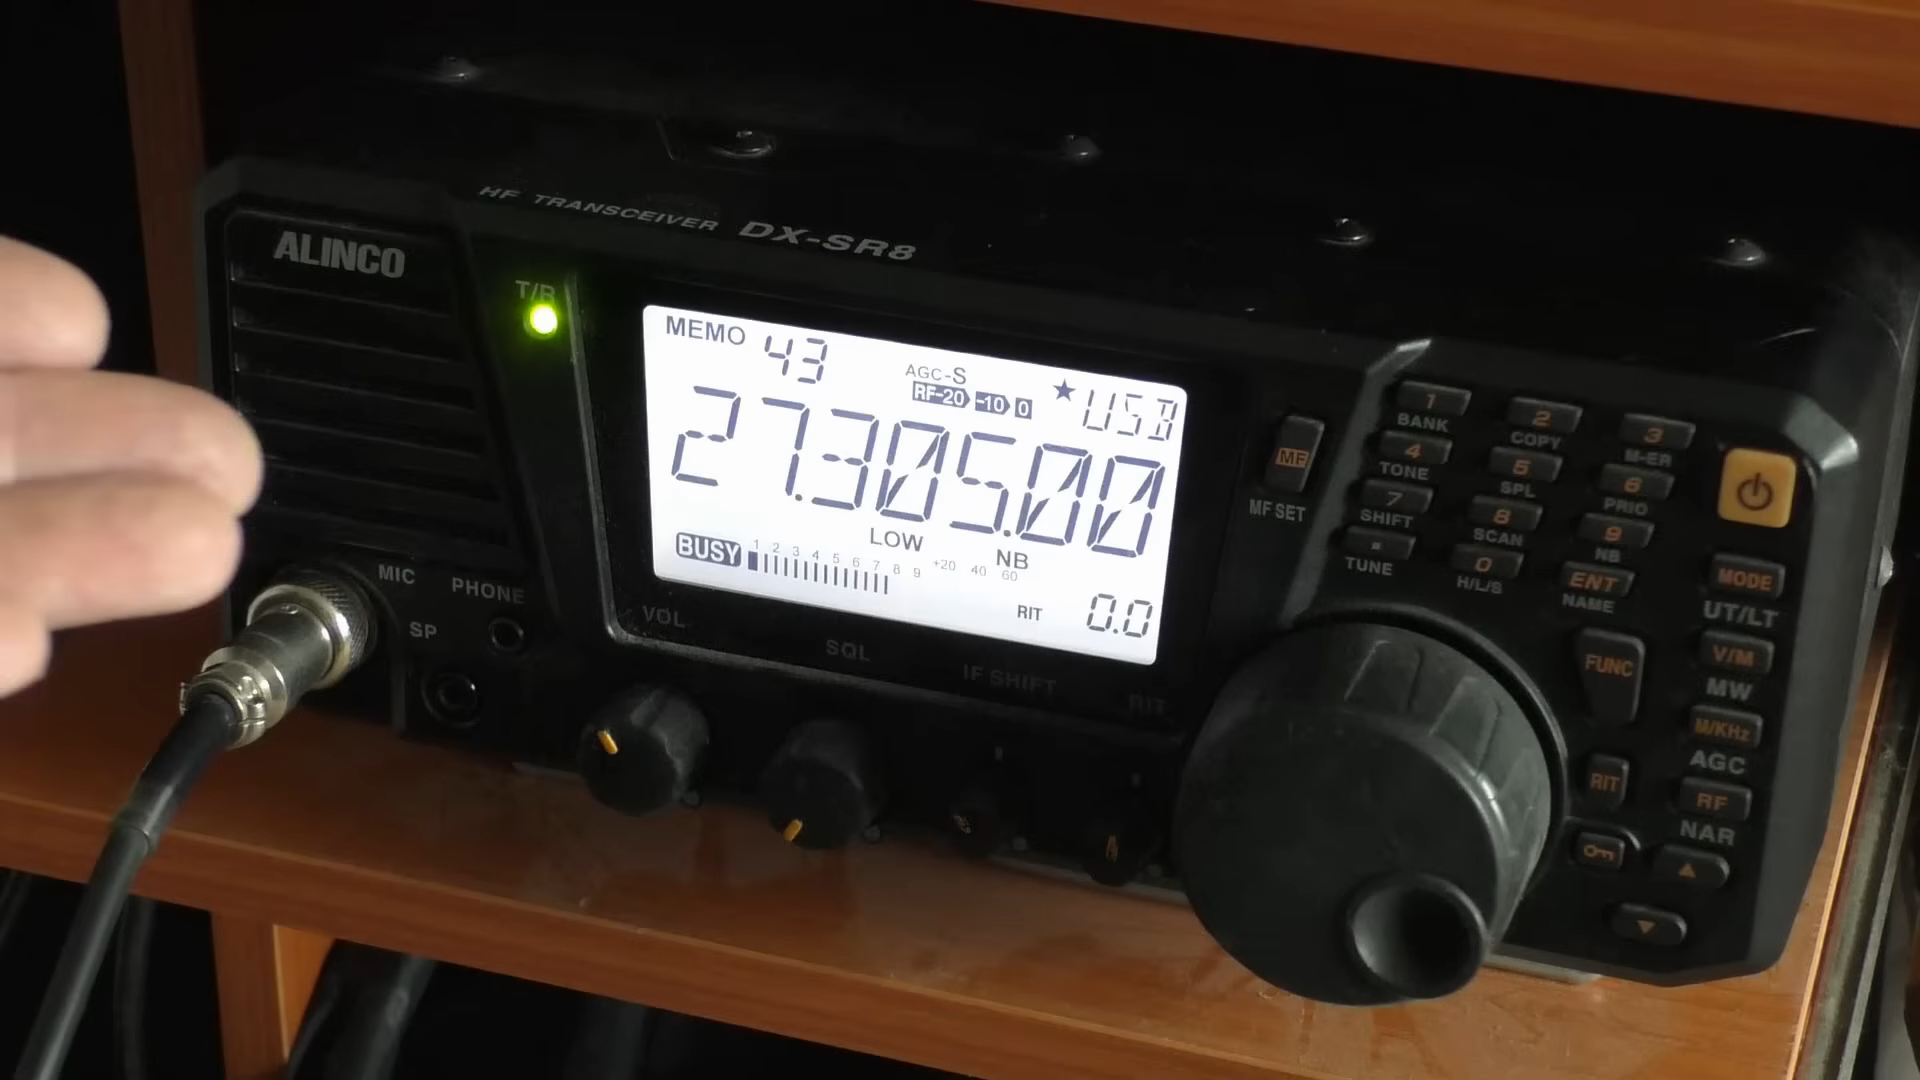 HF TRANSCEIVER DX-SR8
ALINCO
T/R
MEMO 43
AGC-S
RF-20 -10 0
★ USB
27.305.00
LOW
NB
BUSY
1 2 3 4 5 6 7 8 9 +20 40 60
RIT 0.0
MIC
PHONE
SP
VOL
SQL
IF SHIFT
RIT
MF
MF SET
1
BANK
2
COPY
3
M-ER
4
TONE
5
SPL
6
PRIO
7
SHIFT
8
SCAN
9
NB
TUNE
0
H/L/S
ENT
NAME
MODE
UT/LT
FUNC
V/M
MW
M/KHz
AGC
RIT
RF
NAR